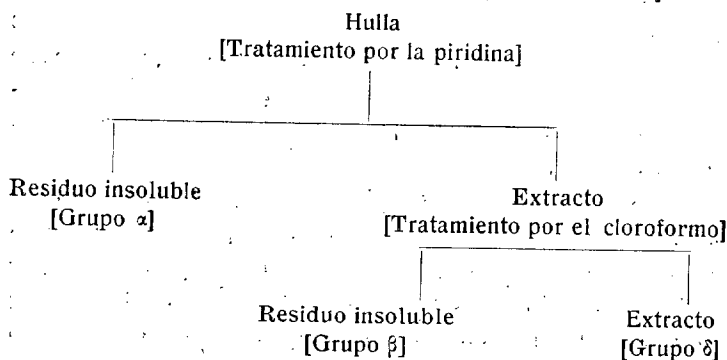 Hulla
[Tratamiento por la piridina]
Residuo insoluble
[Grupo α]
Extracto
[Tratamiento por el cloroformo]
Residuo insoluble
[Grupo β]
Extracto
[Grupo δ]